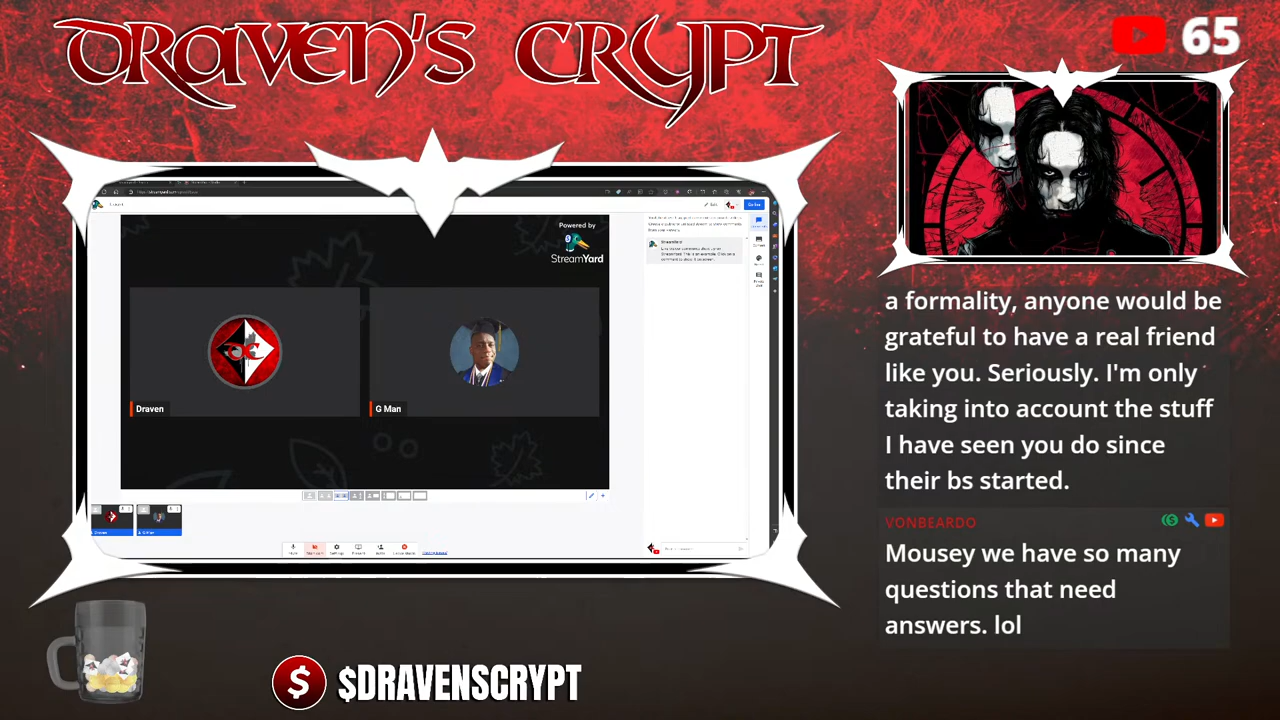 DRAVEN'S CRYPT
65
Powered by
StreamYard
Draven
G Man
a formality, anyone would be
grateful to have a real friend
like you. Seriously. I'm only
taking into account the stuff
I have seen you do since
their bs started.
VONBEARDO
Mousey we have so many
questions that need
answers. lol
$
$DRAVENSCRYPT